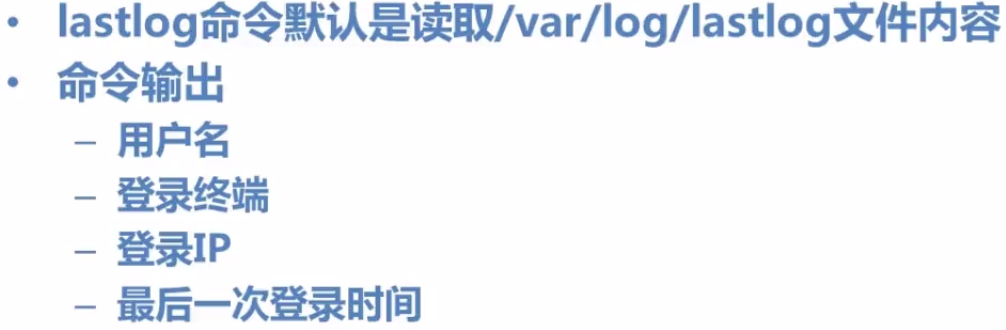 • lastlog命令默认是读取/var/log/lastlog文件内容
• 命令输出
– 用户名
– 登录终端
– 登录IP
– 最后一次登录时间